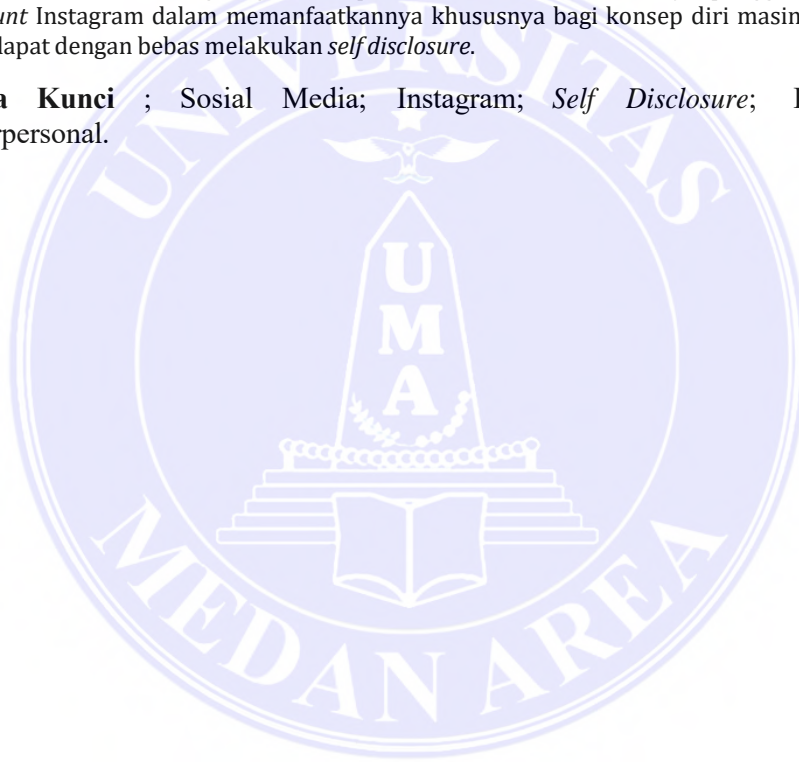 unt Instagram dalam memanfaatkannya khususnya bagi konsep diri masin
dapat dengan bebas melakukan self disclosure.
a Kunci ; Sosial Media; Instagram; Self Disclosure;
rpersonal.
UNIVERSITAS
U
M
A
MEDAN AREA